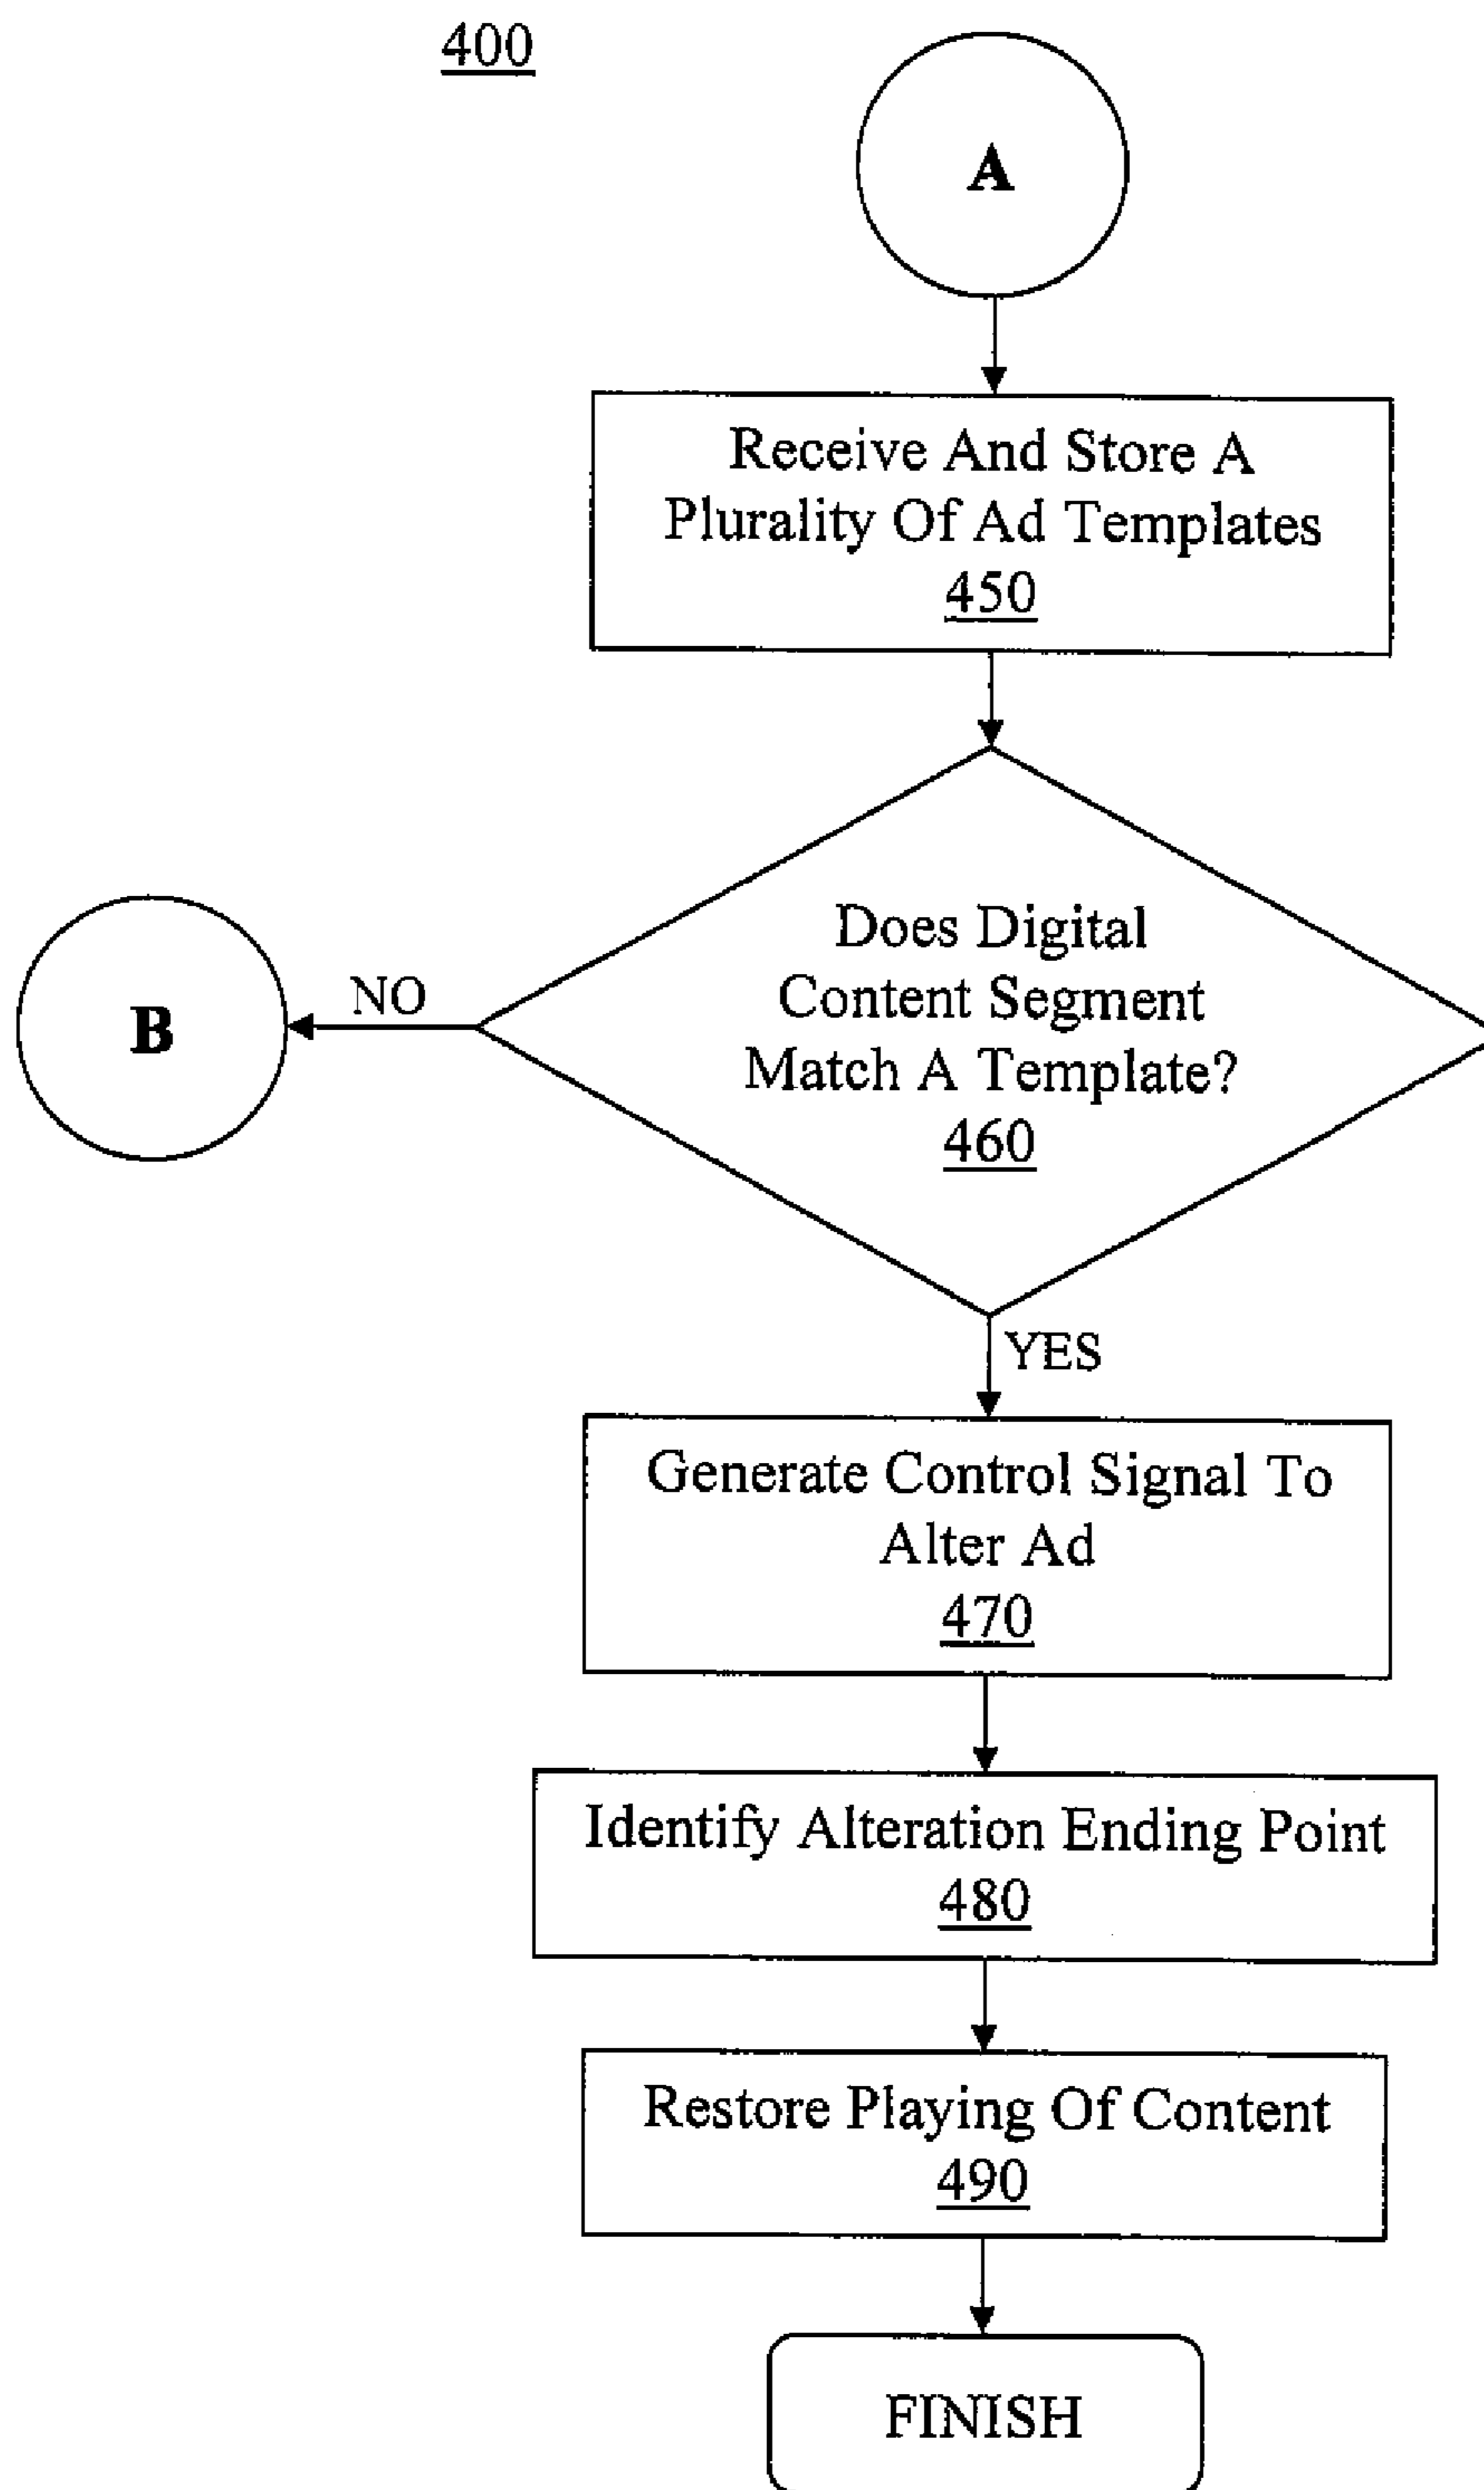 400
A
Receive And Store A
Plurality Of Ad Templates
450
Does Digital
Content Segment
Match A Template?
460
NO
B
YES
Generate Control Signal To
Alter Ad
470
Identify Alteration Ending Point
480
Restore Playing Of Content
490
FINISH